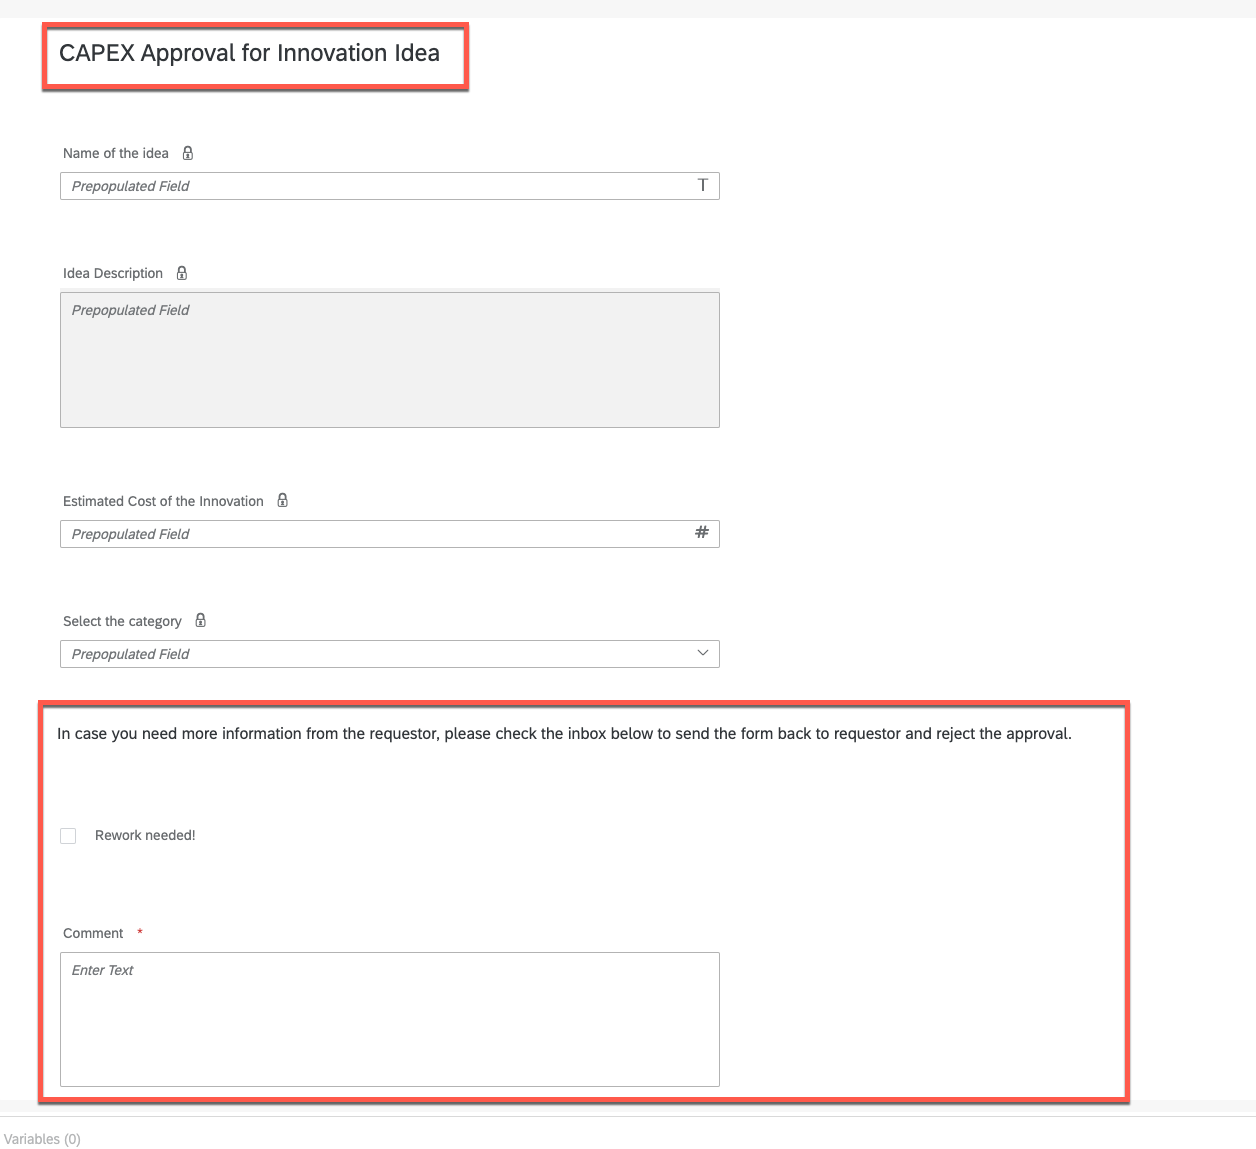 CAPEX Approval for Innovation Idea
Name of the idea
Prepopulated Field T
Idea Description
Prepopulated Field
Estimated Cost of the Innovation
Prepopulated Field #
Select the category
Prepopulated Field
In case you need more information from the requestor, please check the inbox below to send the form back to requestor and reject the approval.
Rework needed!
Comment *
Enter Text
Variables (0)